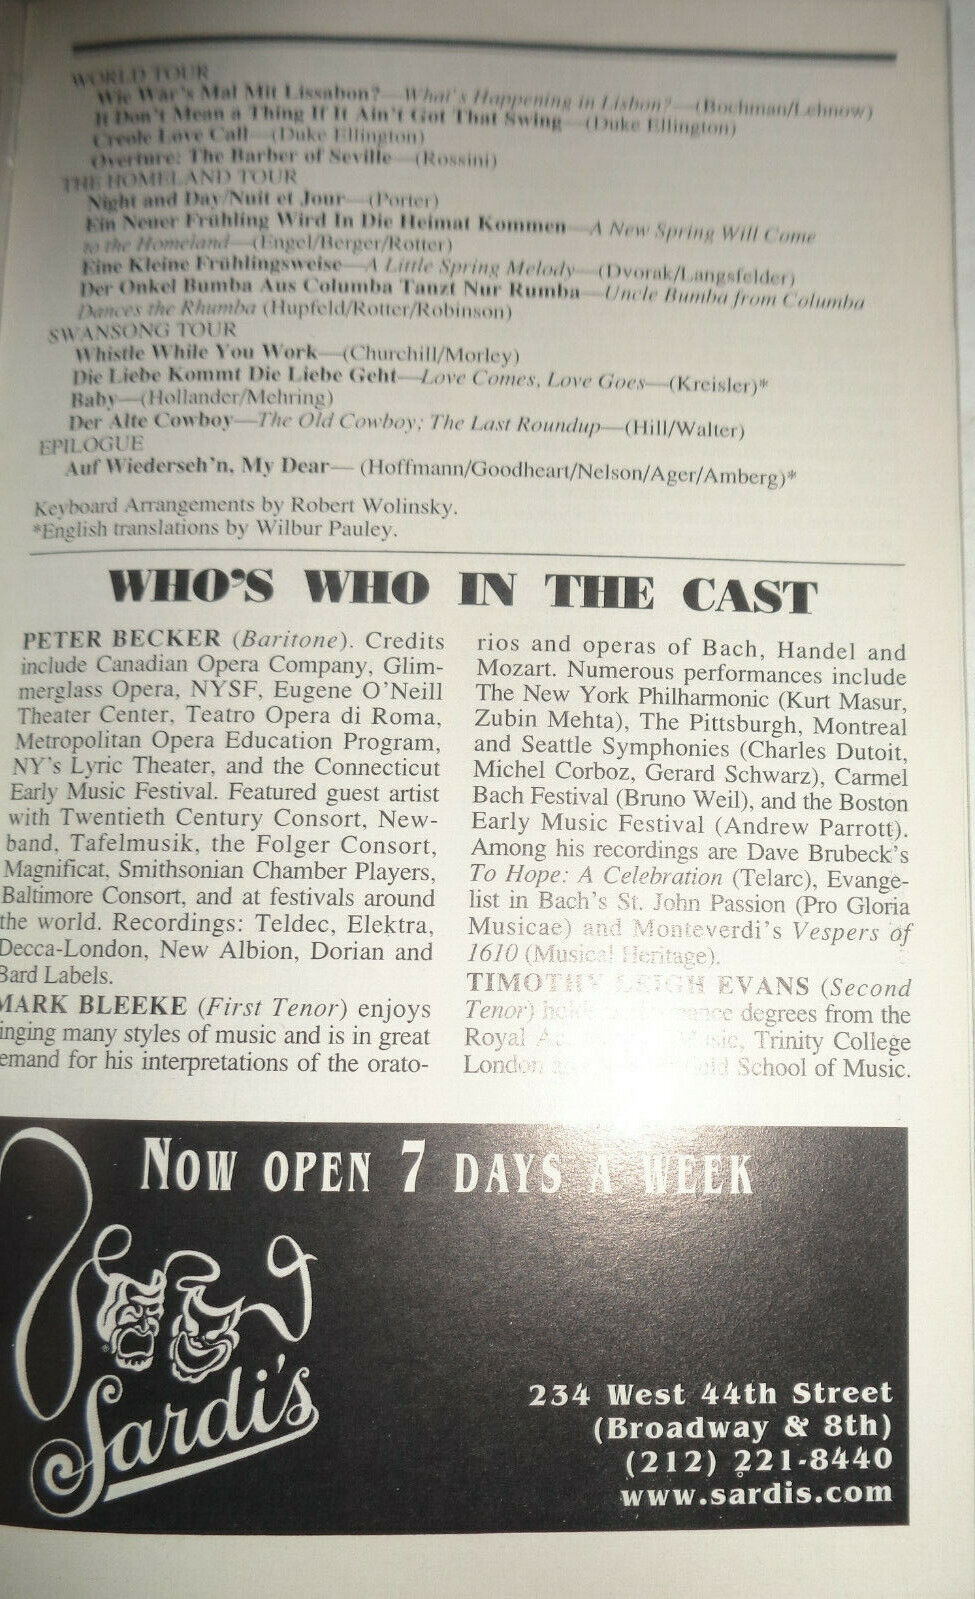 WORLD TOUR
Wie War's Mal Mit Lissabon?—What's Happening in Lisbon?—(Bochman/Lehnow)
It Don't Mean a Thing If It Ain't Got That Swing—(Duke Ellington)
Creole Love Call—(Duke Ellington)
Overture: The Barber of Seville—(Rossini)
THE HOMELAND TOUR
Night and Day/Nuit et Jour—(Porter)
Ein Neuer Frühling Wird In Die Heimat Kommen—A New Spring Will Come
to the Homeland—(Engel/Berger/Rotter)
Eine Kleine Frühlingsweise—A Little Spring Melody—(Dvorak/Langsfelder)
Der Onkel Bumba Aus Columba Tanzt Nur Rumba—Uncle Bumba from Columba
Dances the Rhumba (Hupfeld/Rotter/Robinson)
SWANSONG TOUR
Whistle While You Work—(Churchill/Morley)
Die Liebe Kommt Die Liebe Geht—Love Comes, Love Goes—(Kreisler)*
Baby—(Hollander/Mehring)
Der Alte Cowboy—The Old Cowboy; The Last Roundup—(Hill/Walter)
EPILOGUE
Auf Wiederseh'n, My Dear— (Hoffmann/Goodheart/Nelson/Ager/Amberg)*
Keyboard Arrangements by Robert Wolinsky.
*English translations by Wilbur Pauley.
WHO'S WHO IN THE CAST
PETER BECKER (Baritone). Credits
include Canadian Opera Company, Glim-
merglass Opera, NYSF, Eugene O'Neill
Theater Center, Teatro Opera di Roma,
Metropolitan Opera Education Program,
NY's Lyric Theater, and the Connecticut
Early Music Festival. Featured guest artist
with Twentieth Century Consort, New-
band, Tafelmusik, the Folger Consort,
Magnificat, Smithsonian Chamber Players,
Baltimore Consort, and at festivals around
the world. Recordings: Teldec, Elektra,
Decca-London, New Albion, Dorian and
Bard Labels.
MARK BLEEKE (First Tenor) enjoys
inging many styles of music and is in great
emand for his interpretations of the orato-
rios and operas of Bach, Handel and
Mozart. Numerous performances include
The New York Philharmonic (Kurt Masur,
Zubin Mehta), The Pittsburgh, Montreal
and Seattle Symphonies (Charles Dutoit,
Michel Corboz, Gerard Schwarz), Carmel
Bach Festival (Bruno Weil), and the Boston
Early Music Festival (Andrew Parrott).
Among his recordings are Dave Brubeck's
To Hope: A Celebration (Telarc), Evange-
list in Bach's St. John Passion (Pro Gloria
Musicae) and Monteverdi's Vespers of
1610 (Musical Heritage).
TIMOTHY LEIGH EVANS (Second
Tenor) degrees from the
Royal Trinity College
London School of Music.
NOW OPEN 7 DAYS A WEEK
Sardi's
234 West 44th Street
(Broadway & 8th)
(212) 221-8440
www.sardis.com